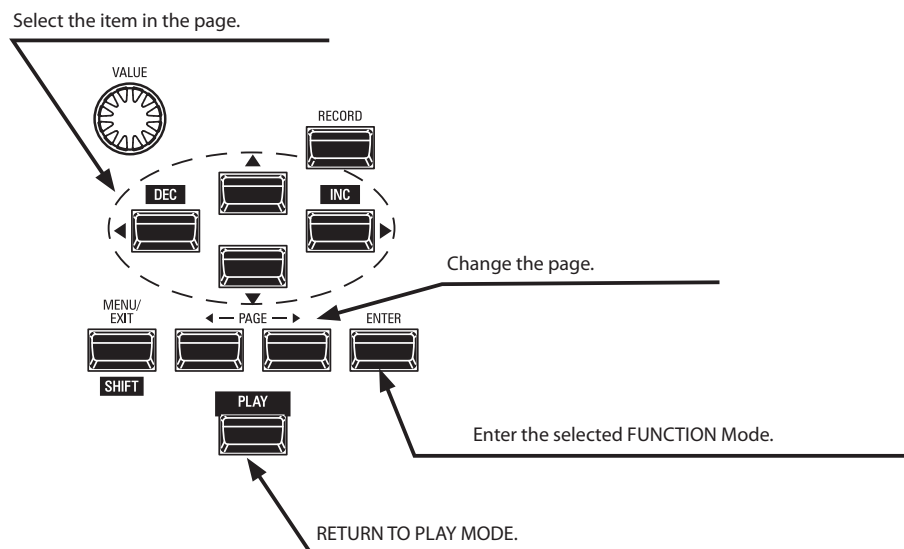 Select the item in the page.
VALUE
RECORD
DEC
INC
Change the page.
MENU/
EXIT
PAGE
ENTER
SHIFT
PLAY
Enter the selected FUNCTION Mode.
RETURN TO PLAY MODE.